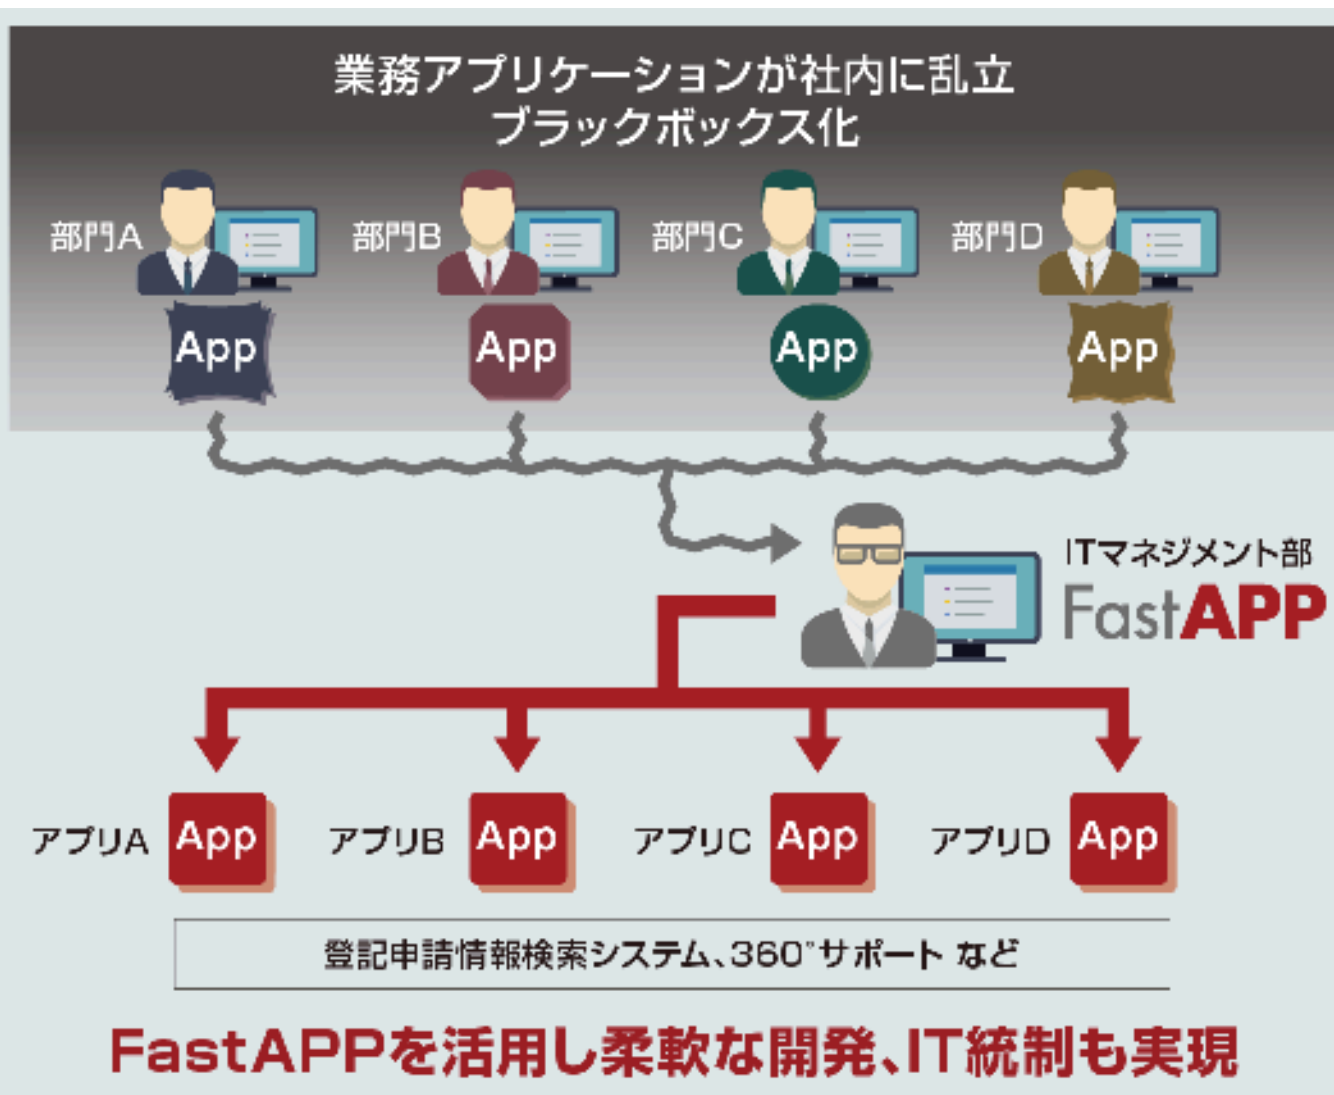 業務アプリケーションが社内に乱立
ブラックボックス化
部門A
部門B
部門C
部門D
App
App
App
App
ITマネジメント部
FastAPP
アプリA
App
アプリB
App
アプリC
App
アプリD
App
登記申請情報検索システム、360°サポート など
FastAPPを活用し柔軟な開発、IT統制も実現